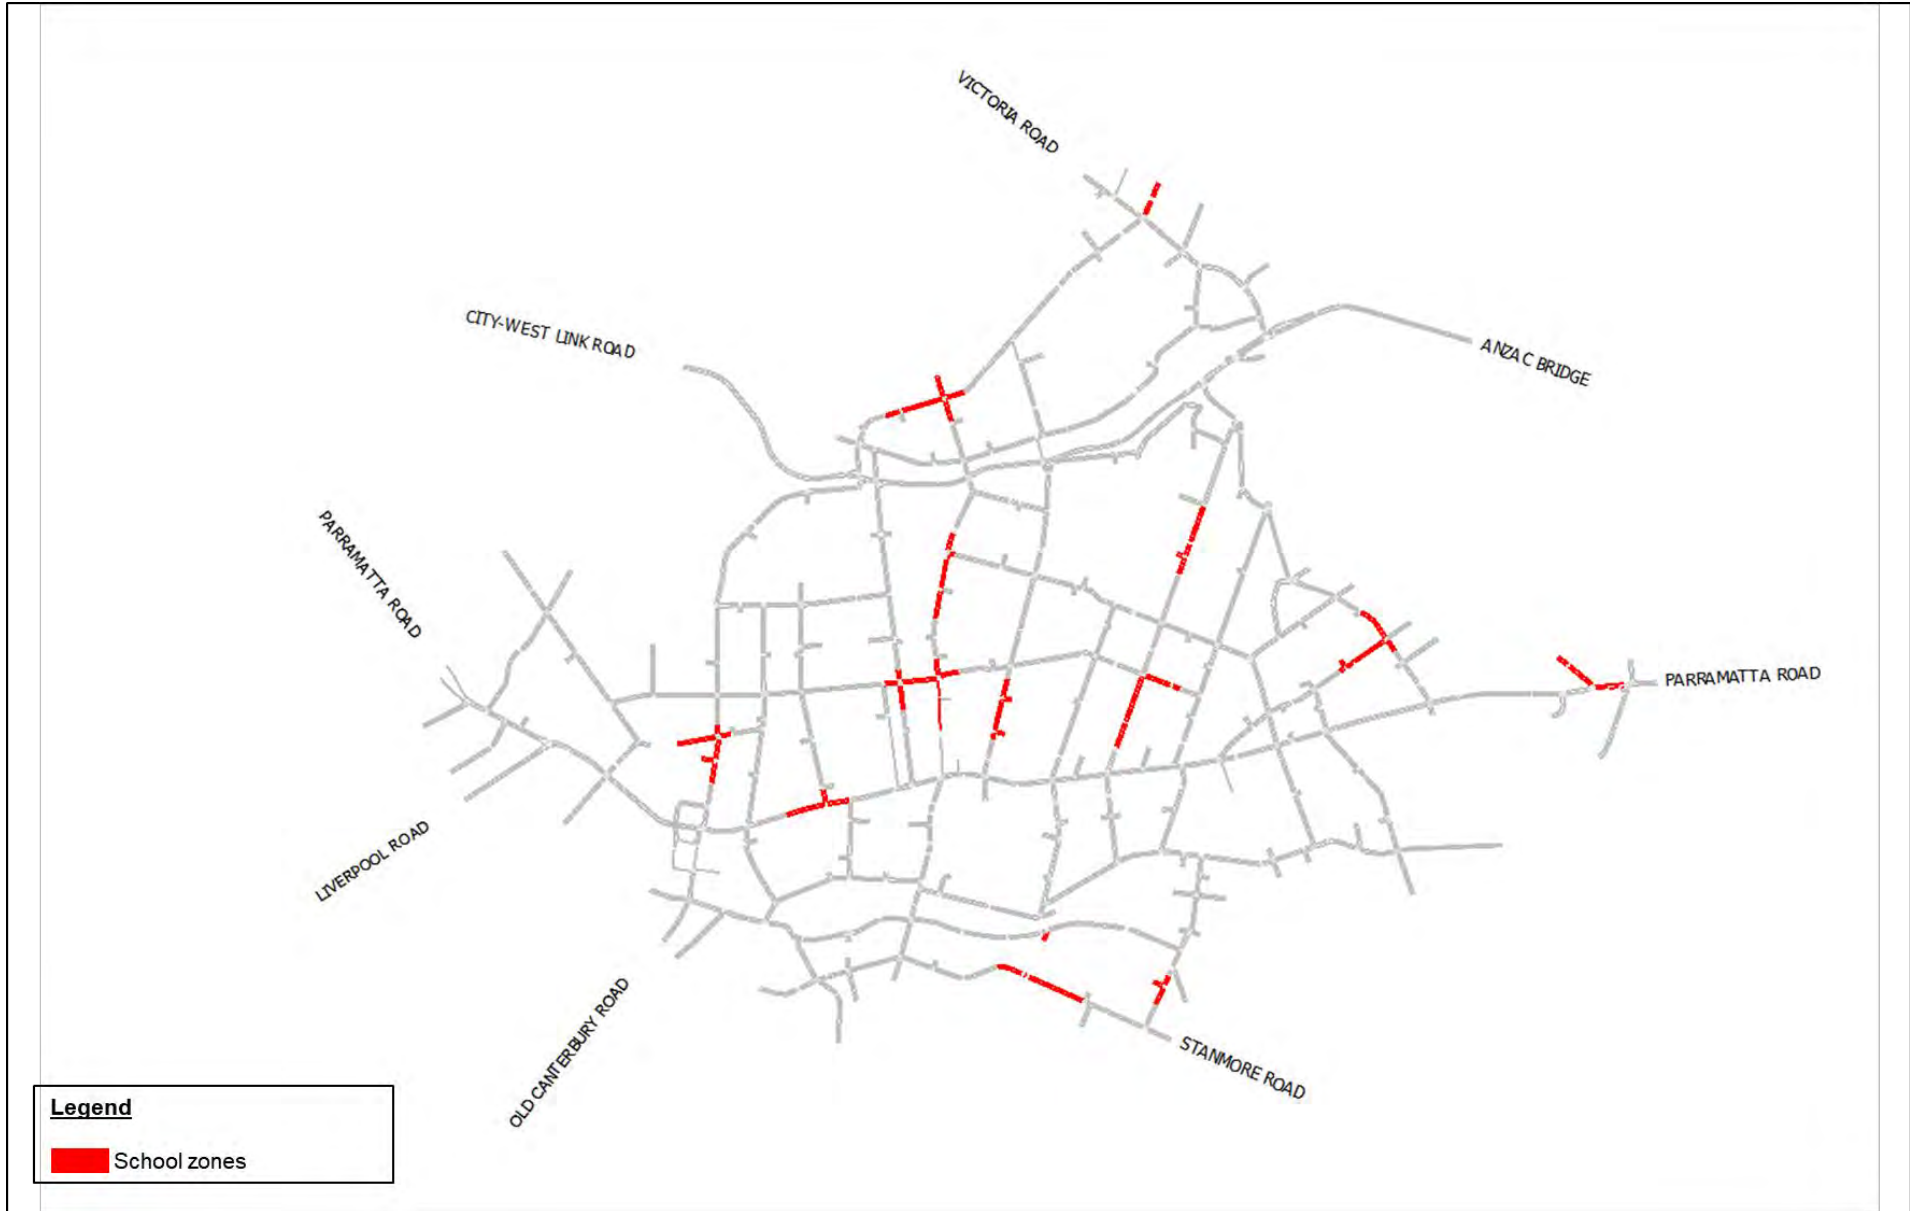 VICTORIA ROAD
CITY-WEST LINK ROAD
ANZAC BRIDGE
PARRAMATTA ROAD
PARRAMATTA ROAD
LIVERPOOL ROAD
OLD CANTERBURY ROAD
STANMORE ROAD
Legend
School zones